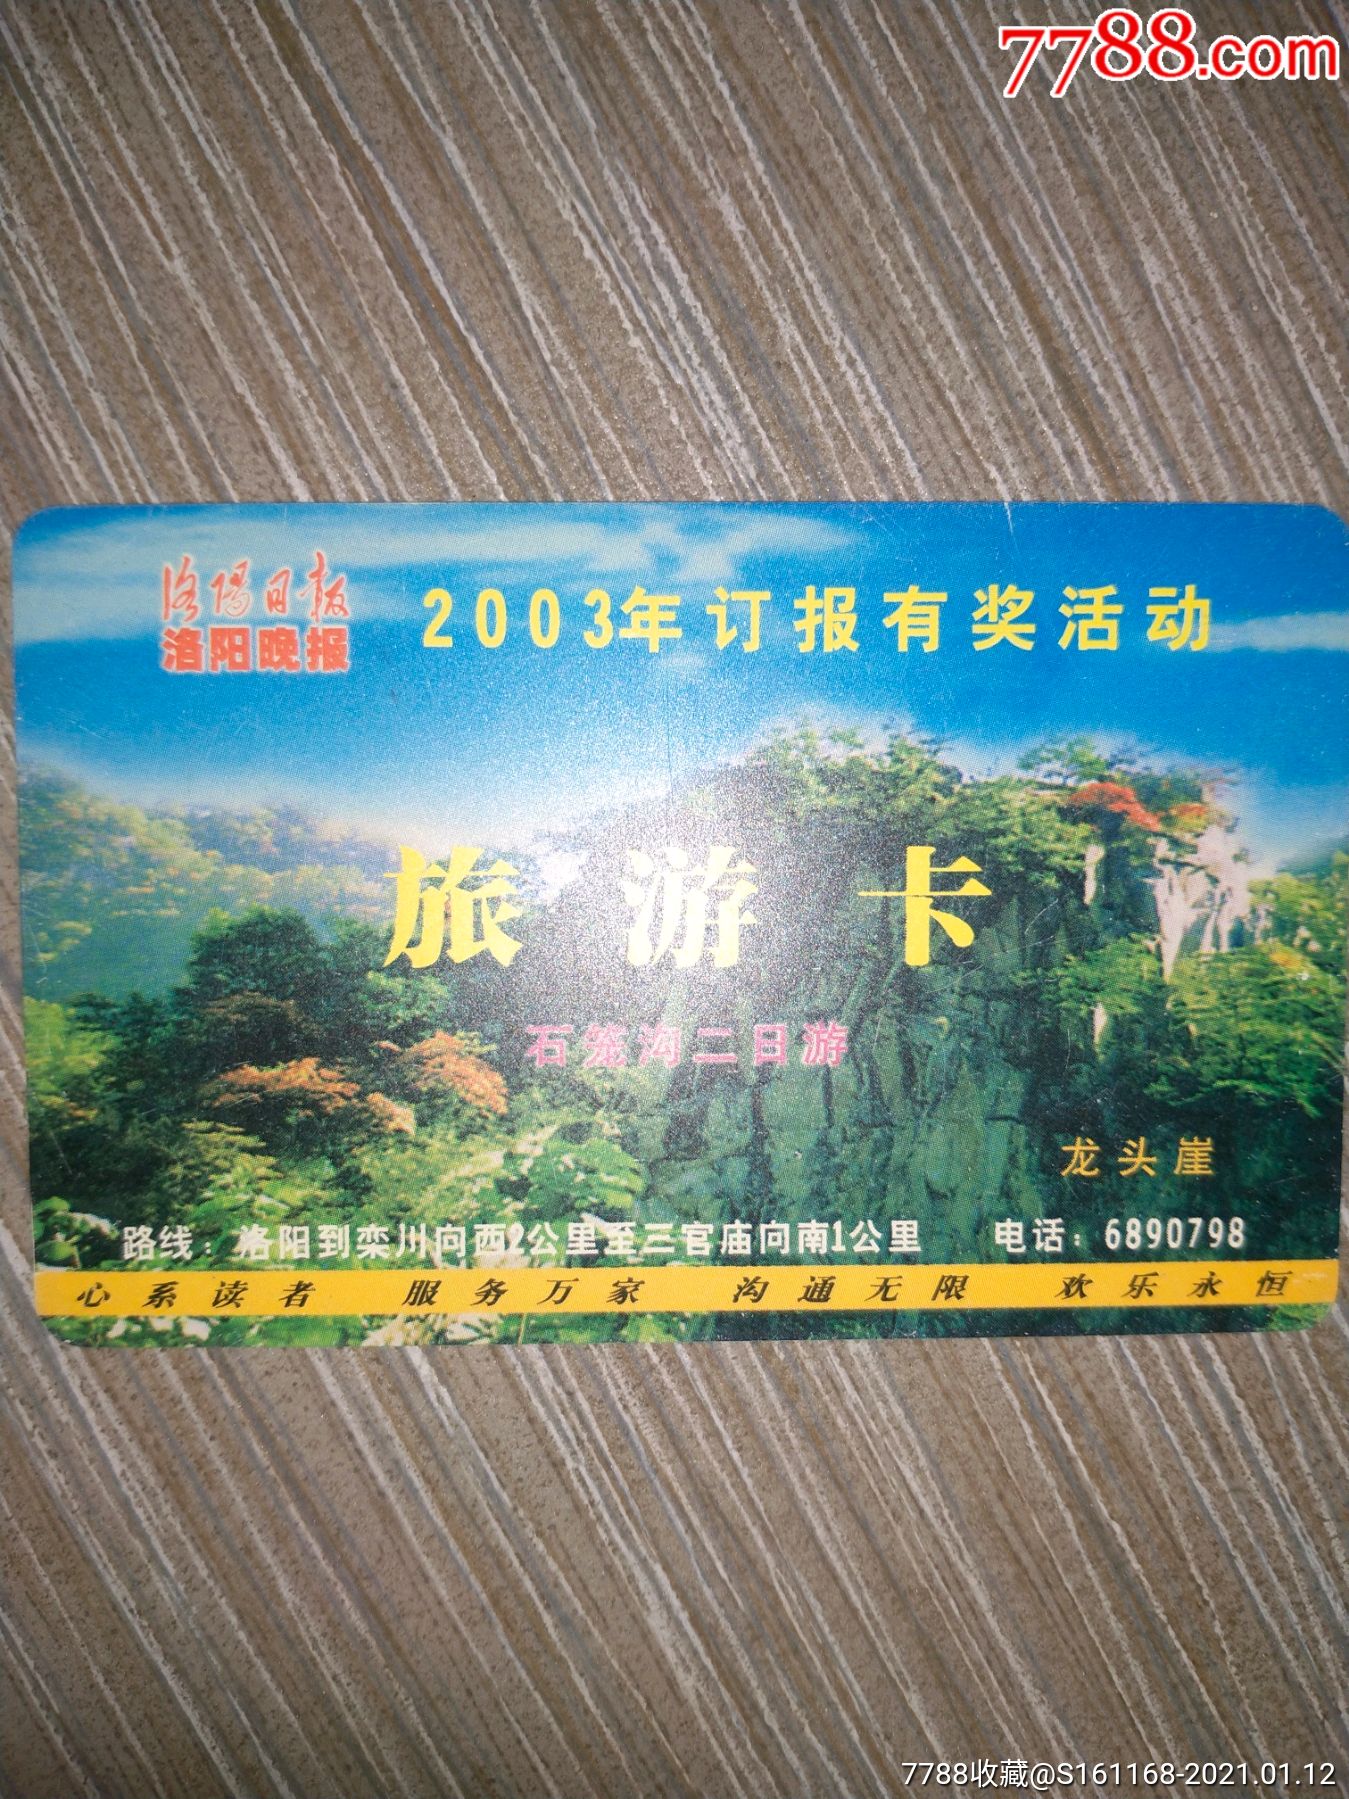 7788.com
洛陽日报
洛阳晚报
2003年订报有奖活动
旅游卡
石笼沟二日游
龙头崖
路线：洛阳到栾川向西2公里至三官庙向南1公里 电话：6890798
心系读者 服务万家 沟通无限 欢乐永恒
7788收藏@S161168-2021.01.12